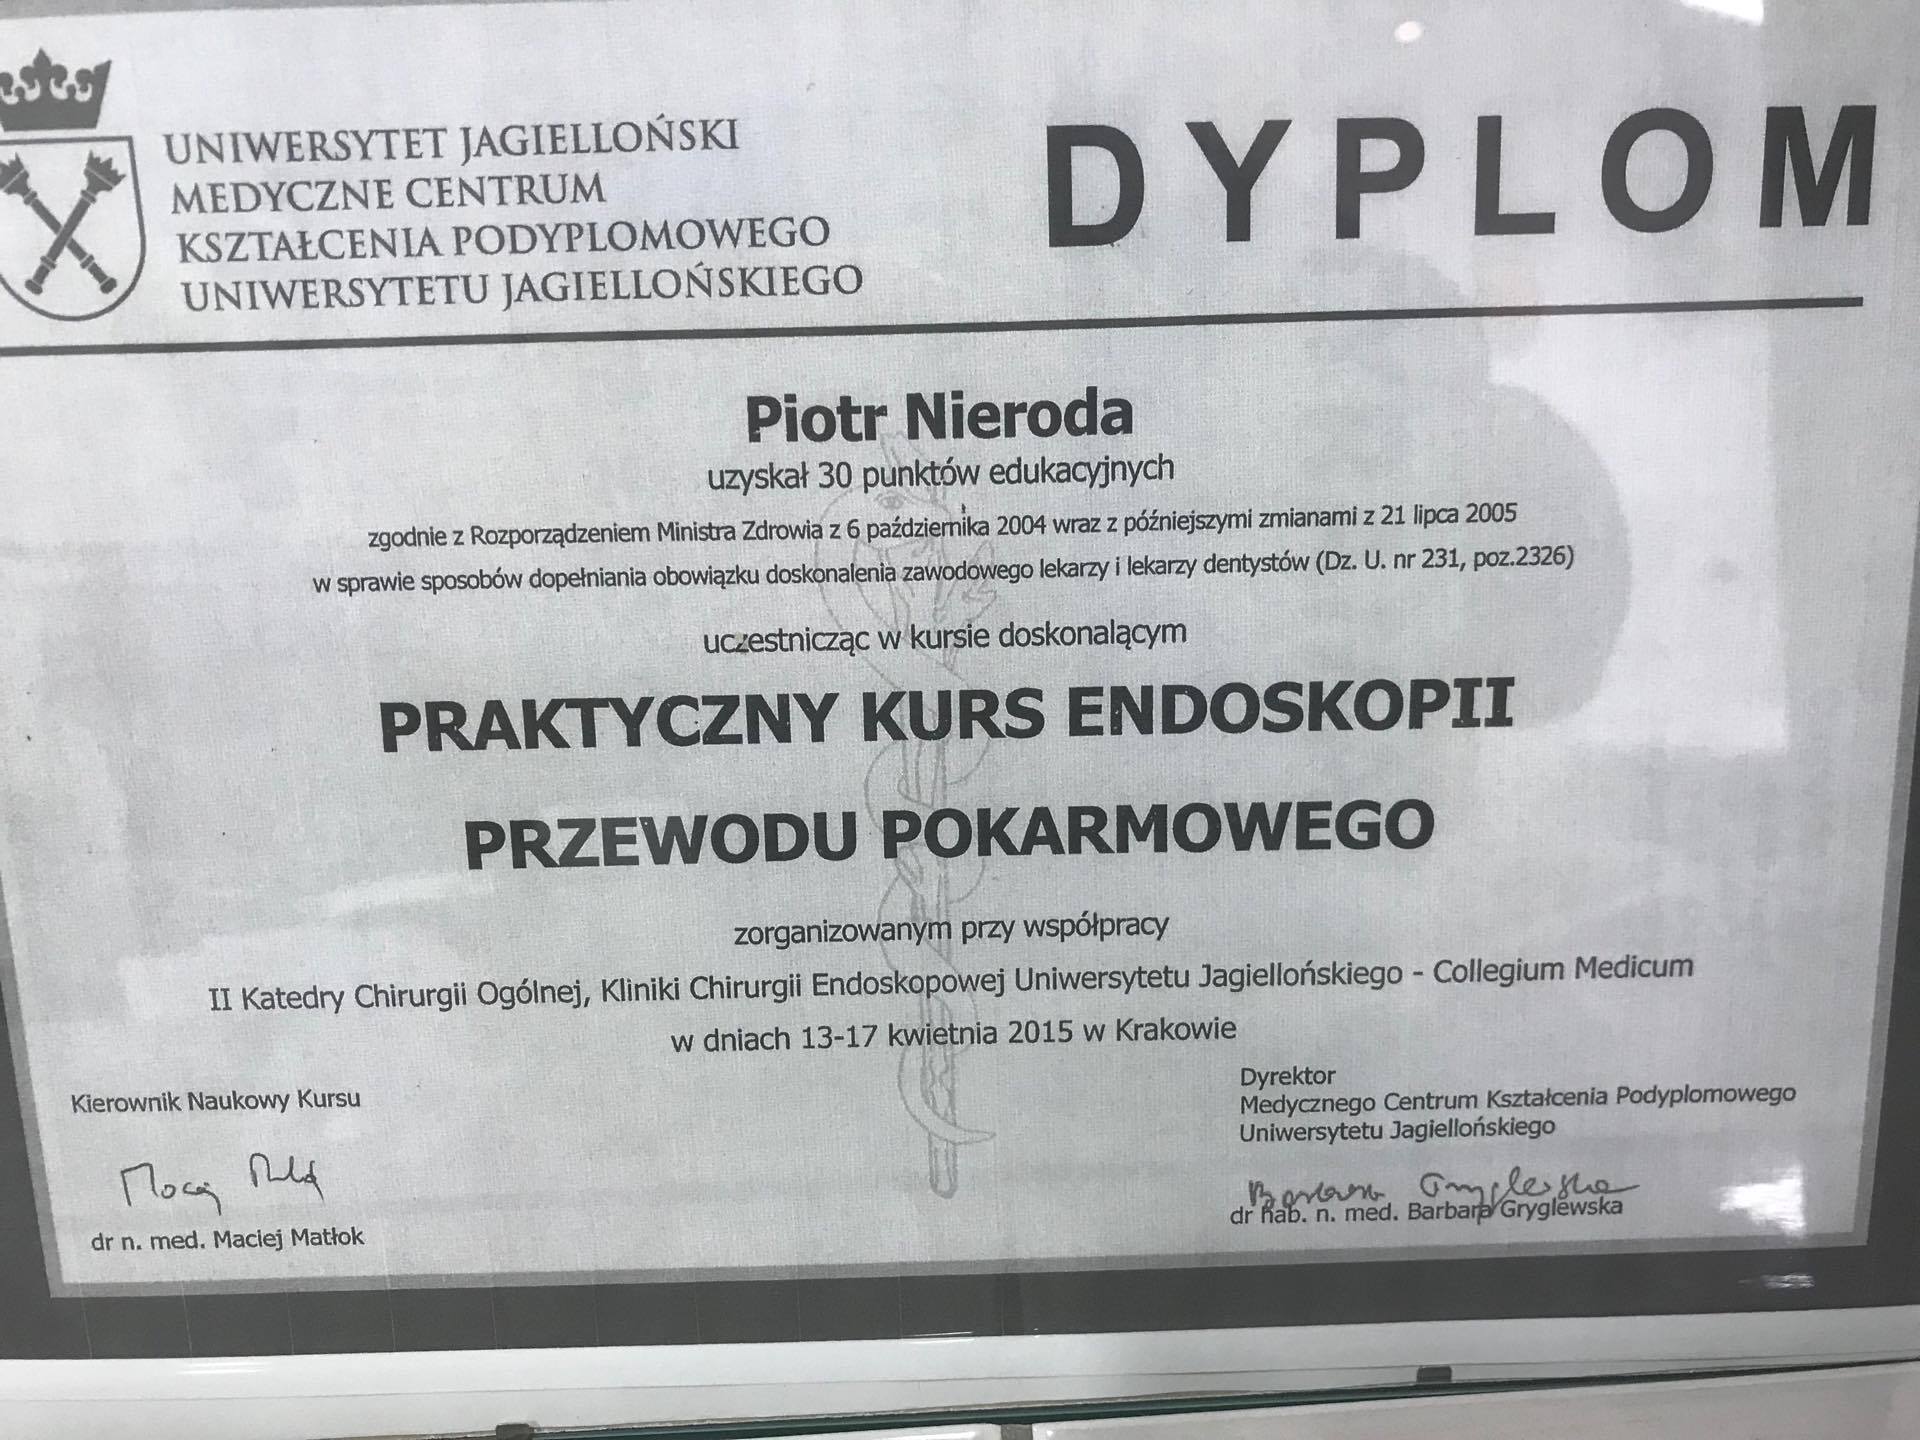 UNIWERSYTET JAGIELLOŃSKI
MEDYCZNE CENTRUM
KSZTAŁCENIA PODYPLOMOWEGO
UNIWERSYTETU JAGIELLOŃSKIEGO
DYPLOM
Piotr Nieroda
uzyskał 30 punktów edukacyjnych
zgodnie z Rozporządzeniem Ministra Zdrowia z 6 października 2004 wraz z późniejszymi zmianami z 21 lipca 2005
w sprawie sposobów dopełniania obowiązku doskonalenia zawodowego lekarzy i lekarzy dentystów (Dz. U. nr 231, poz.2326)
uczestnicząc w kursie doskonalącym
PRAKTYCZNY KURS ENDOSKOPII
PRZEWODU POKARMOWEGO
zorganizowanym przy współpracy
II Katedry Chirurgii Ogólnej, Kliniki Chirurgii Endoskopowej Uniwersytetu Jagiellońskiego - Collegium Medicum
w dniach 13-17 kwietnia 2015 w Krakowie
Kierownik Naukowy Kursu
Maciej Matłok
dr n. med. Maciej Matłok
Dyrektor
Medycznego Centrum Kształcenia Podyplomowego
Uniwersytetu Jagiellońskiego
Barbara Gryglewska
dr hab. n. med. Barbara Gryglewska